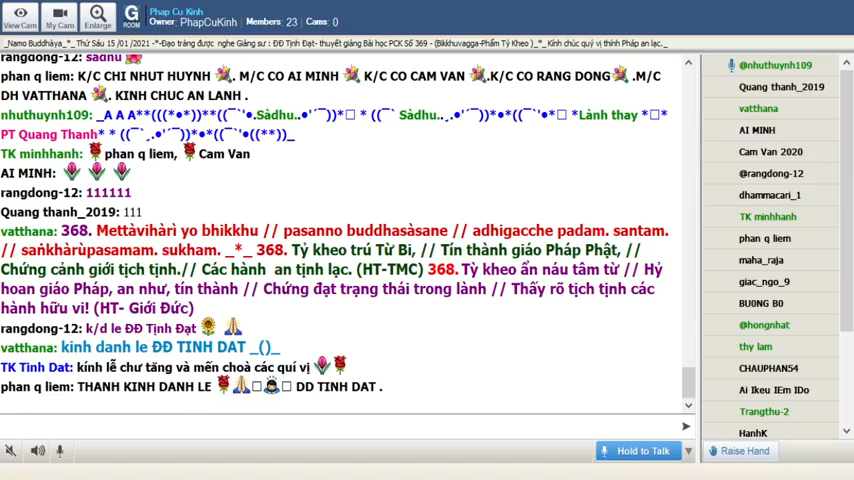 Phap Cu Kinh
Owner: PhapCuKinh Members: 23 Cams: 0
View Cam My Cam Enlarge G ROOM
_Namo Buddhàya_*_ Thứ Sáu 15 /01/2021 -*-Đạo tràng được nghe Giảng sư : ĐĐ Tịnh Đạt- thuyết giảng Bài học PCK Số 369 - (Bikkhuvagga-Phẩm Tỳ Kheo )_*_ Kính chúc quý vị thính Pháp an lạc._
rangdong-12: sadhu
phan q liem: K/C CHI NHUT HUYNH . M/C CO AI MINH K/C CO CAM VAN .K/C CO RANG DONG .M/C
DH VATTHANA . KINH CHUC AN LANH .
nhuthuynh109: _A A A**(((*•*))**((¯`'•.Sàdhu..•'´¯))*•□ * ((¯` Sàdhu..¸.•'´¯))*•*((¯`'•*□ *Lành thay *□*
PT Quang Thanh* * ((¯`¸.•'´¯))*•*((¯`'•((**))_
TK minhhanh: phan q liem, Cam Van
AI MINH:
rangdong-12: 111111
Quang thanh_2019: 111
vatthana: 368. Mettàvihàrì yo bhikkhu // pasanno buddhasàsane // adhigacche padam. santam.
// saṅkhàrùpasamam. sukham. _*_ 368. Tỳ kheo trú Từ Bi, // Tín thành giáo Pháp Phật, //
Chứng cảnh giới tịch tịnh.// Các hành an tịnh lạc. (HT-TMC) 368. Tỳ kheo ẩn náu tâm từ // Hỷ
hoan giáo Pháp, an như, tín thành // Chứng đạt trạng thái trong lành // Thấy rõ tịch tịnh các
hành hữu vi! (HT- Giới Đức)
rangdong-12: k/d le ĐĐ Tịnh Đạt
vatthana: kinh danh le ĐĐ TINH DAT _()_
TK Tinh Dat: kính lễ chư tăng và mến choà các quí vị
phan q liem: THANH KINH DANH LE □ □ DD TINH DAT .
Hold to Talk
@nhuthuynh109
Quang thanh_2019
vatthana
AI MINH
Cam Van 2020
@rangdong-12
dhammacari_1
TK minhhanh
phan q liem
maha_raja
giac_ngo_9
BU0NG B0
@hongnhat
thy lam
CHAUPHAN54
Ai Ikeu IEm IDo
Trangthu-2
HanhK
Raise Hand